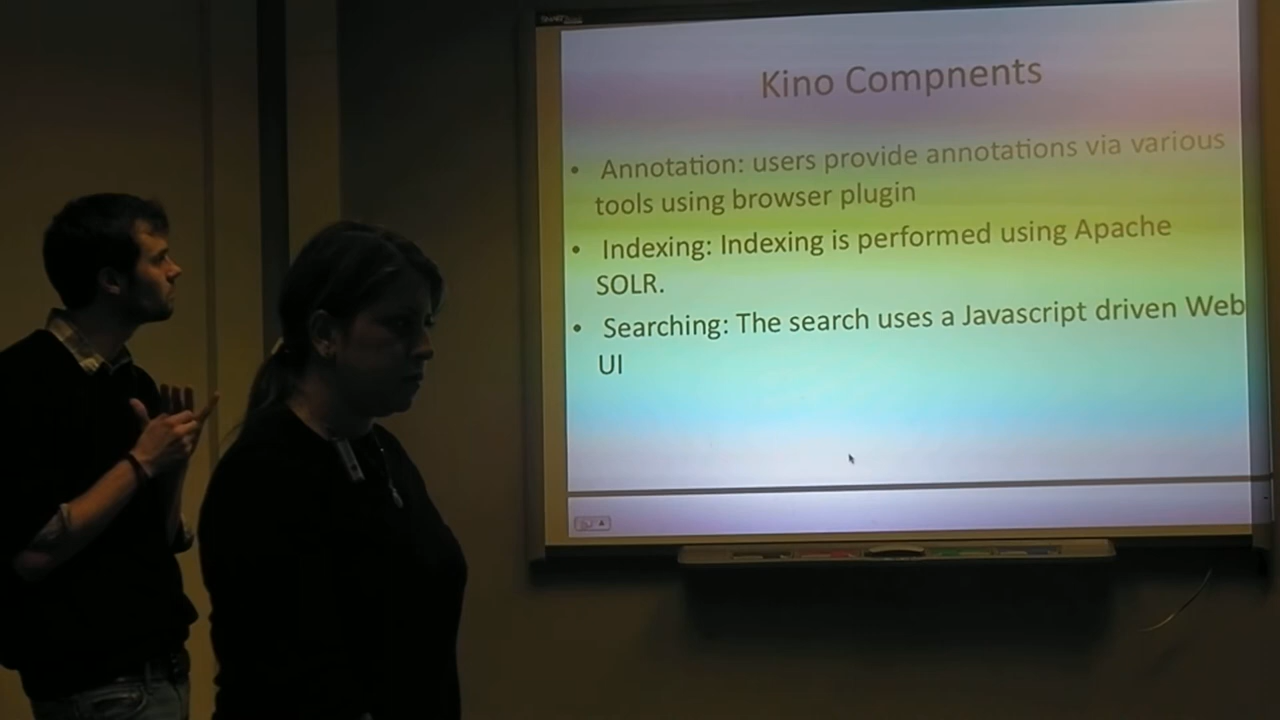 Kino Compnents
• Annotation: users provide annotations via various
tools using browser plugin
• Indexing: Indexing is performed using Apache
SOLR.
• Searching: The search uses a Javascript driven Web
UI